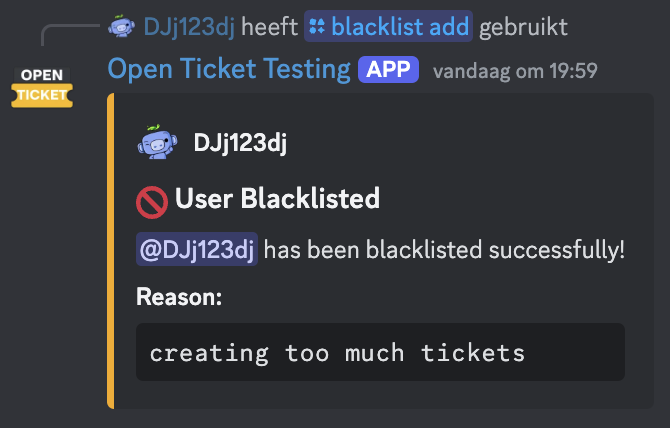 DJj123dj heeft blacklist add gebruikt
OPEN
TICKET
Open Ticket Testing APP vandaag om 19:59
DJj123dj
User Blacklisted
@DJj123dj has been blacklisted successfully!
Reason:
creating too much tickets